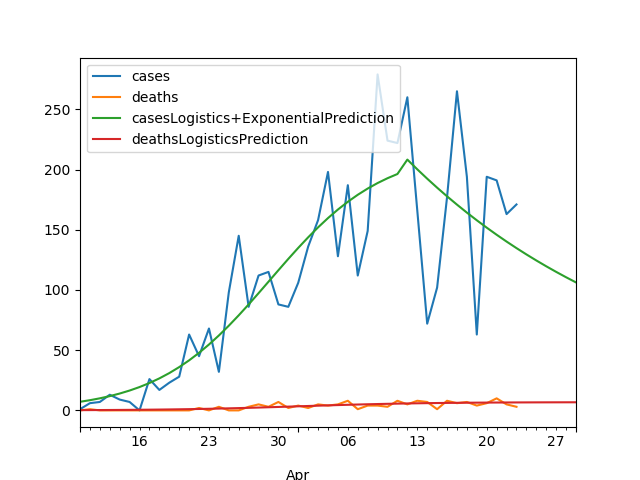 cases
deaths
casesLogistics+ExponentialPrediction
deathsLogisticsPrediction
250
200
150
100
50
0
16 23 30 06 13 20 27
Apr